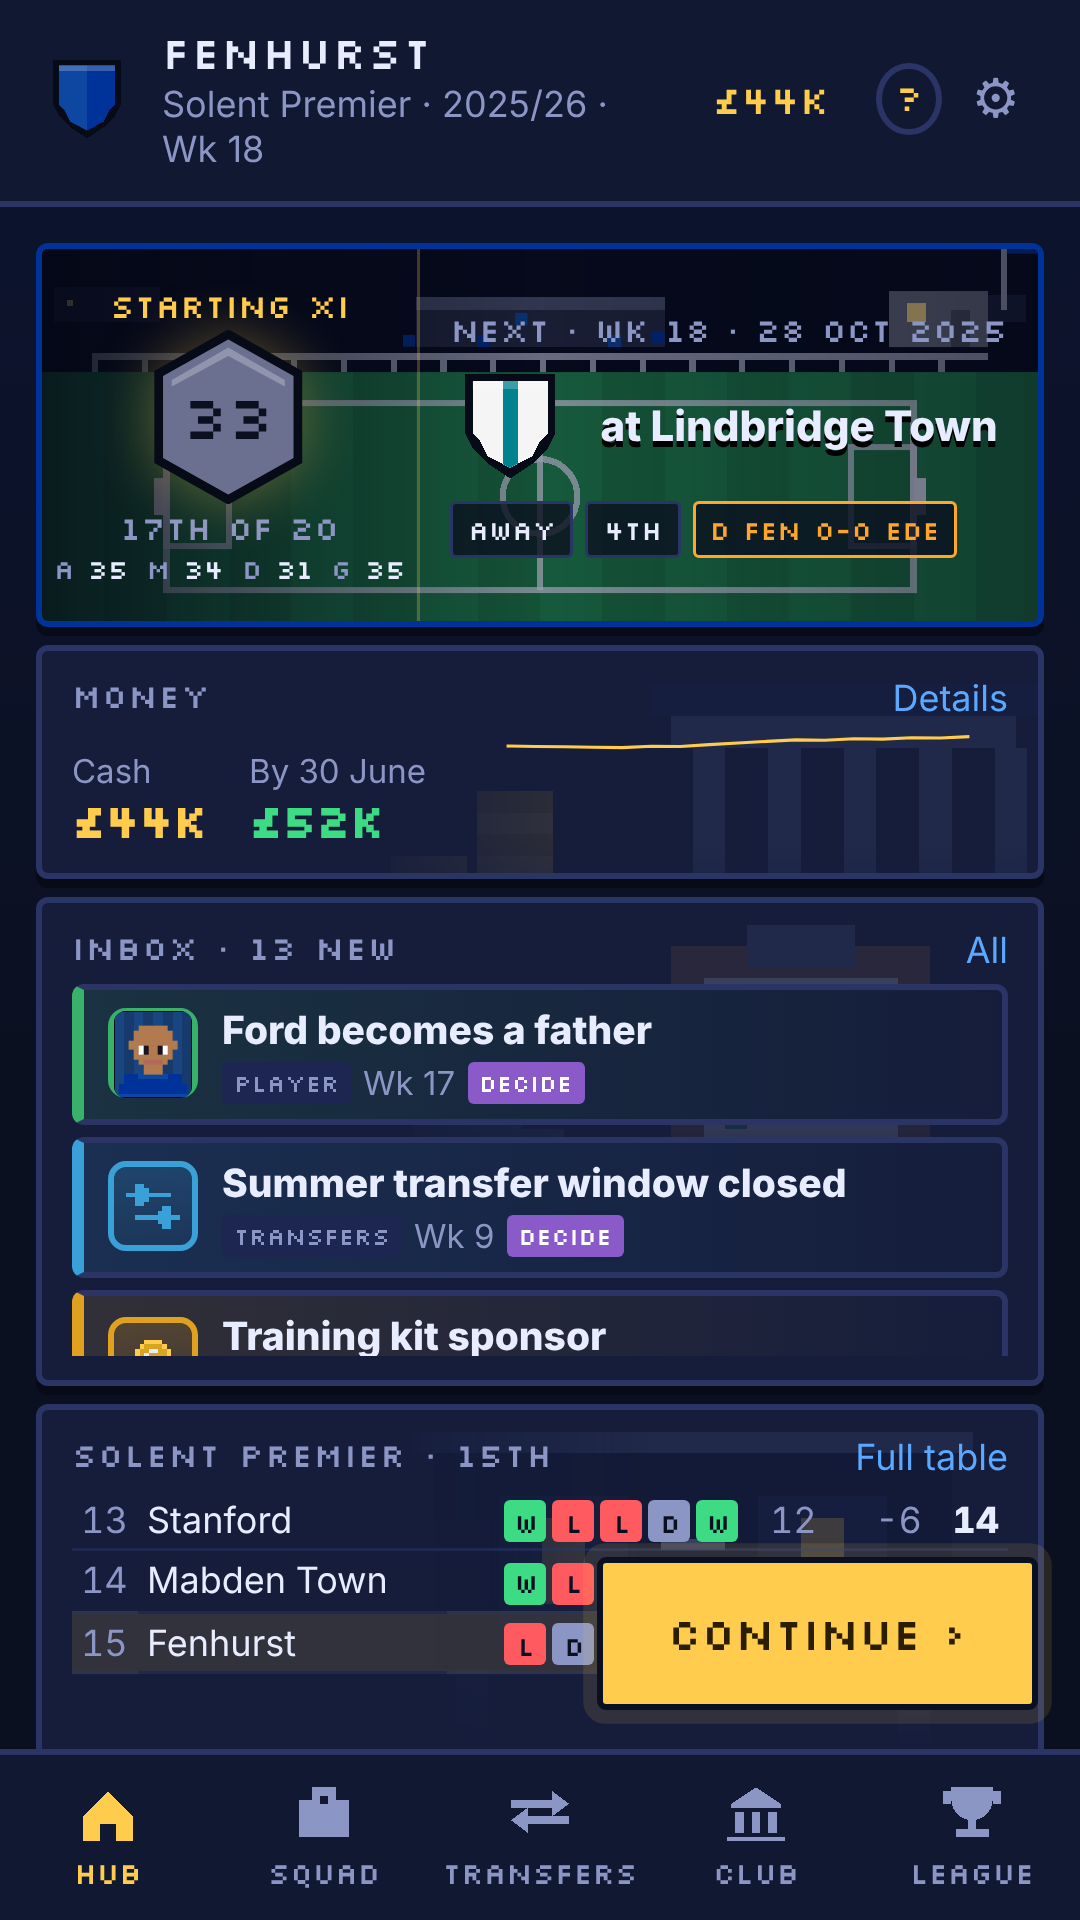 FENHURST
Solent Premier · 2025/26 ·
Wk 18
£44K
?
STARTING XI
33
17TH OF 20
A 35 M 34 D 31 G 35
NEXT · WK 18 · 28 OCT 2025
at Lindbridge Town
AWAY 4TH D FEN 0-0 EDE
MONEY
Details
Cash By 30 June
£44K £52K
INBOX · 13 NEW
All
Ford becomes a father
PLAYER Wk 17 DECIDE
Summer transfer window closed
TRANSFERS Wk 9 DECIDE
Training kit sponsor
SOLENT PREMIER · 15TH
Full table
13 Stanford W L L D W 12 -6 14
14 Mabden Town W L
15 Fenhurst L D
CONTINUE >
HUB SQUAD TRANSFERS CLUB LEAGUE